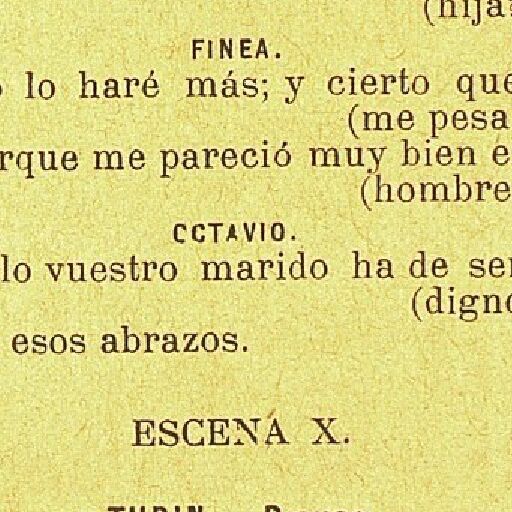 FINEA.
lo haré más; y cierto que
(me pesa
rque me pareció muy bien e
(hombre
CCTAVIO.
lo vuestro marido ha de ser
(digno
esos abrazos.
ESCENA X.